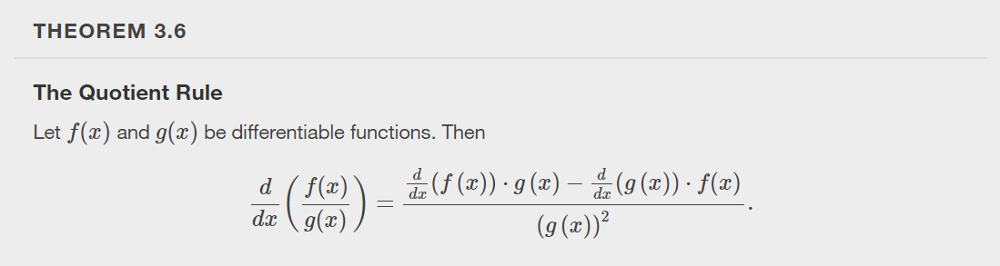 THEOREM 3.6
The Quotient Rule
Let f(x) and g(x) be differentiable functions. Then
$\frac{d}{dx}\left(\frac{f(x)}{g(x)}\right) = \frac{\frac{d}{dx}(f(x)) \cdot g(x) - \frac{d}{dx}(g(x)) \cdot f(x)}{(g(x))^2}.$